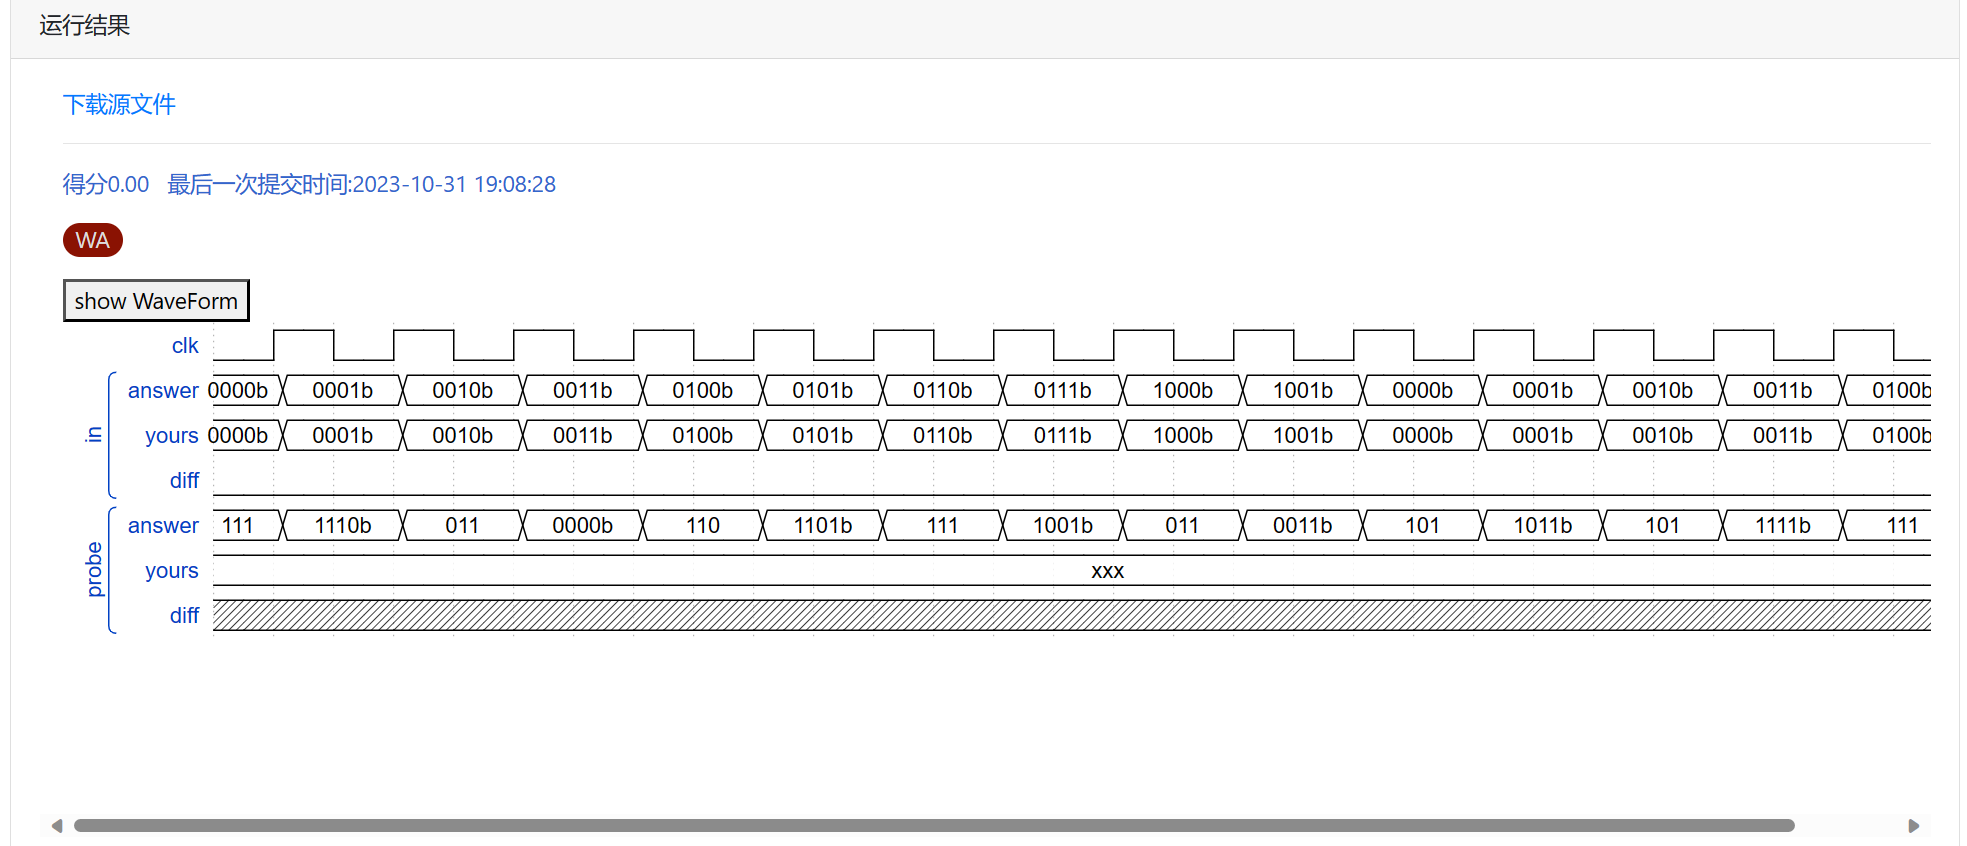 运行结果
下载源文件
得分0.00 最后一次提交时间:2023-10-31 19:08:28
WA
show WaveForm
clk
in
answer 0000b 0001b 0010b 0011b 0100b 0101b 0110b 0111b 1000b 1001b 0000b 0001b 0010b 0011b 0100b
yours 0000b 0001b 0010b 0011b 0100b 0101b 0110b 0111b 1000b 1001b 0000b 0001b 0010b 0011b 0100b
diff
probe
answer 111 1110b 011 0000b 110 1101b 111 1001b 011 0011b 101 1011b 101 1111b 111
yours xxx
diff